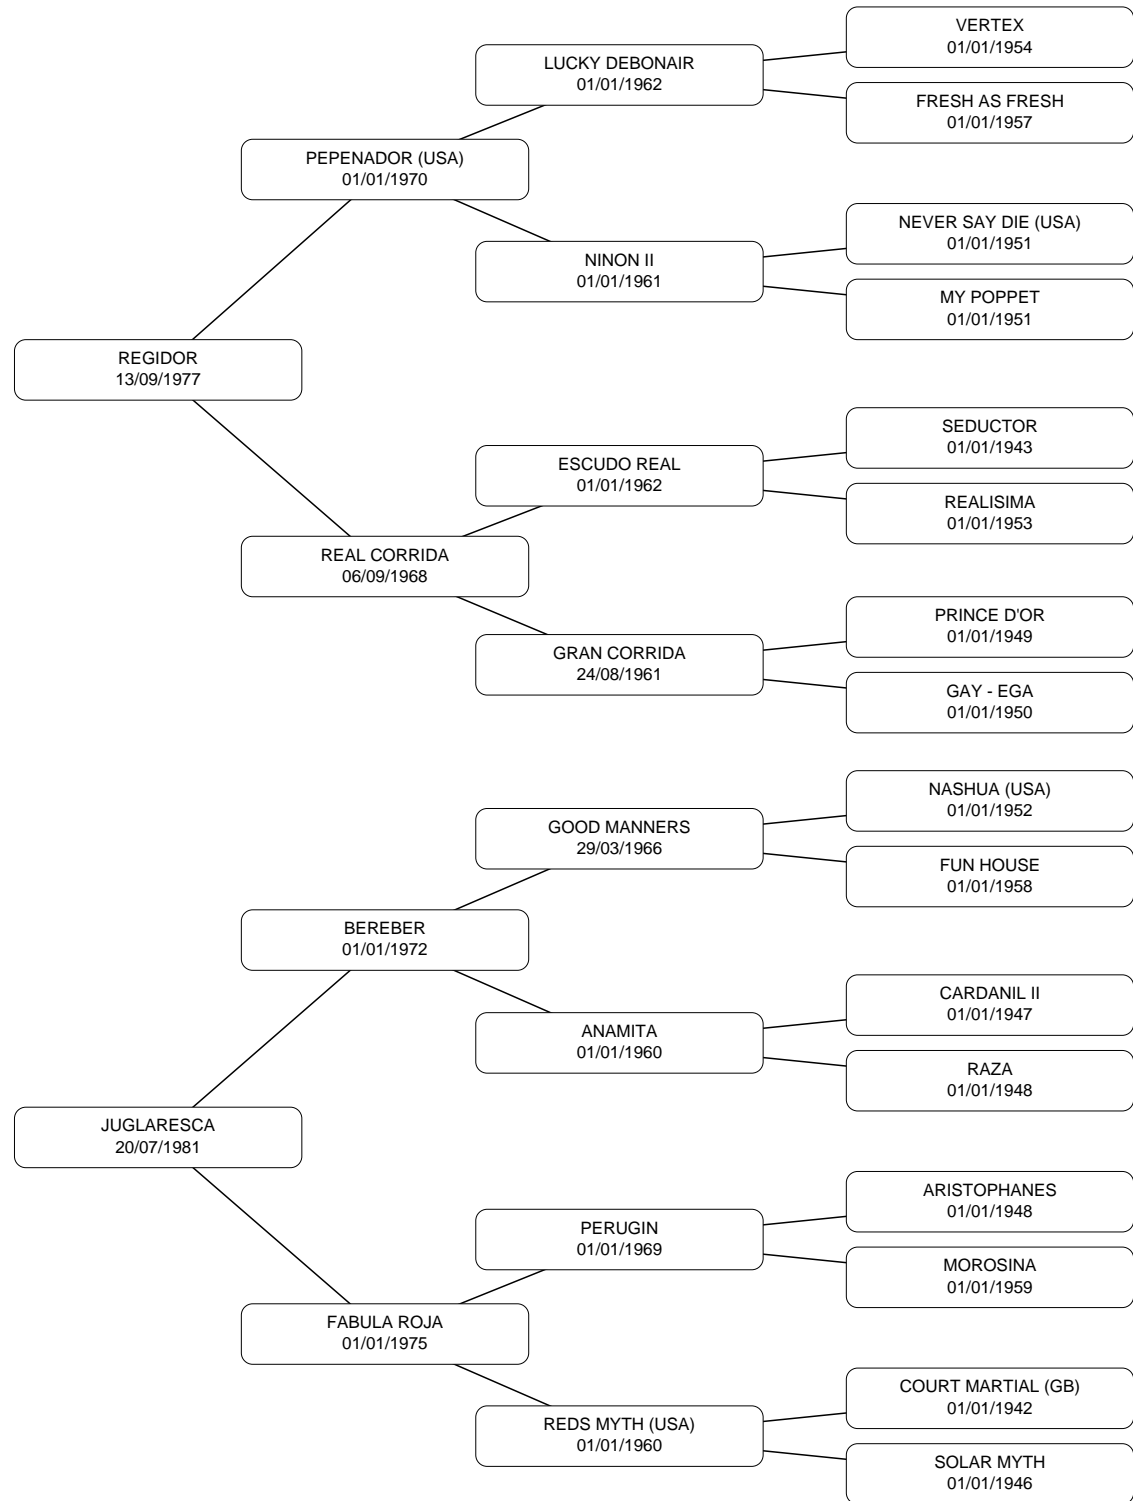 VERTEX
01/01/1954
LUCKY DEBONAIR
01/01/1962
FRESH AS FRESH
01/01/1957
PEPENADOR (USA)
01/01/1970
NEVER SAY DIE (USA)
01/01/1951
NINON II
01/01/1961
MY POPPET
01/01/1951
REGIDOR
13/09/1977
SEDUCTOR
01/01/1943
ESCUDO REAL
01/01/1962
REALISIMA
01/01/1953
REAL CORRIDA
06/09/1968
PRINCE D'OR
01/01/1949
GRAN CORRIDA
24/08/1961
GAY - EGA
01/01/1950
NASHUA (USA)
01/01/1952
GOOD MANNERS
29/03/1966
FUN HOUSE
01/01/1958
BEREBER
01/01/1972
CARDANIL II
01/01/1947
ANAMITA
01/01/1960
RAZA
01/01/1948
JUGLARESCA
20/07/1981
ARISTOPHANES
01/01/1948
PERUGIN
01/01/1969
MOROSINA
01/01/1959
FABULA ROJA
01/01/1975
COURT MARTIAL (GB)
01/01/1942
REDS MYTH (USA)
01/01/1960
SOLAR MYTH
01/01/1946